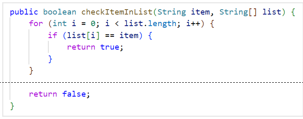 public boolean checkItemInList(String item, String[] list) {
    for (int i = 0; i < list.length; i++) {
        if (list[i] == item) {
            return true;
        }
    }
    return false;
}